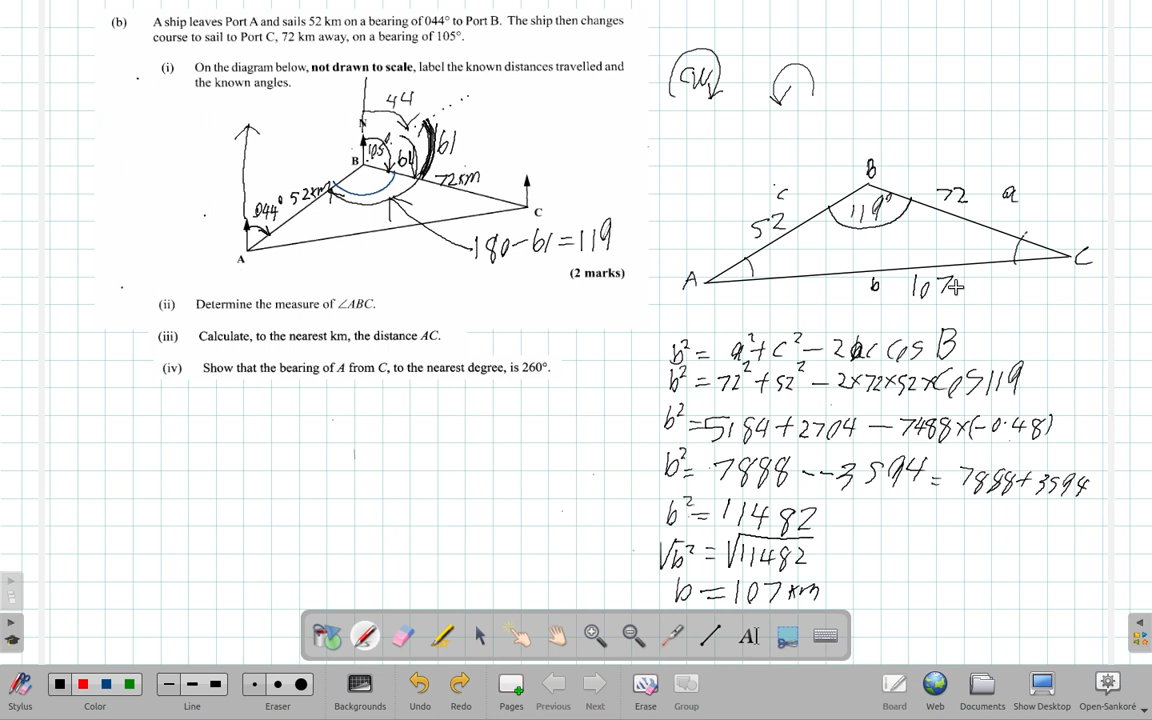 (b) A ship leaves Port A and sails 52 km on a bearing of 044° to Port B. The ship then changes
course to sail to Port C, 72 km away, on a bearing of 105°.
(i) On the diagram below, not drawn to scale, label the known distances travelled and
the known angles.
44
N
105°
61
61
B
52km
72km
044°
C
180-61=119
A
(2 marks)
(ii) Determine the measure of ∠ABC.
(iii) Calculate, to the nearest km, the distance AC.
(iv) Show that the bearing of A from C, to the nearest degree, is 260°.
CW
B
c
72 a
119°
52
A
C
b 107
b² = a²+c² - 2ac Cos B
b² = 72²+52² - 2x72x52xCos119
b² = 5184+2704 - 7488x(-0.48)
b² = 7888 - -3594 = 7888+3594
b² = 11482
√b² = √11482
b = 107 km
Stylus
Color
Line
Eraser
Backgrounds
Undo
Redo
Pages
Previous
Next
Erase
Group
Board
Web
Documents
Show Desktop
Open-Sankoré